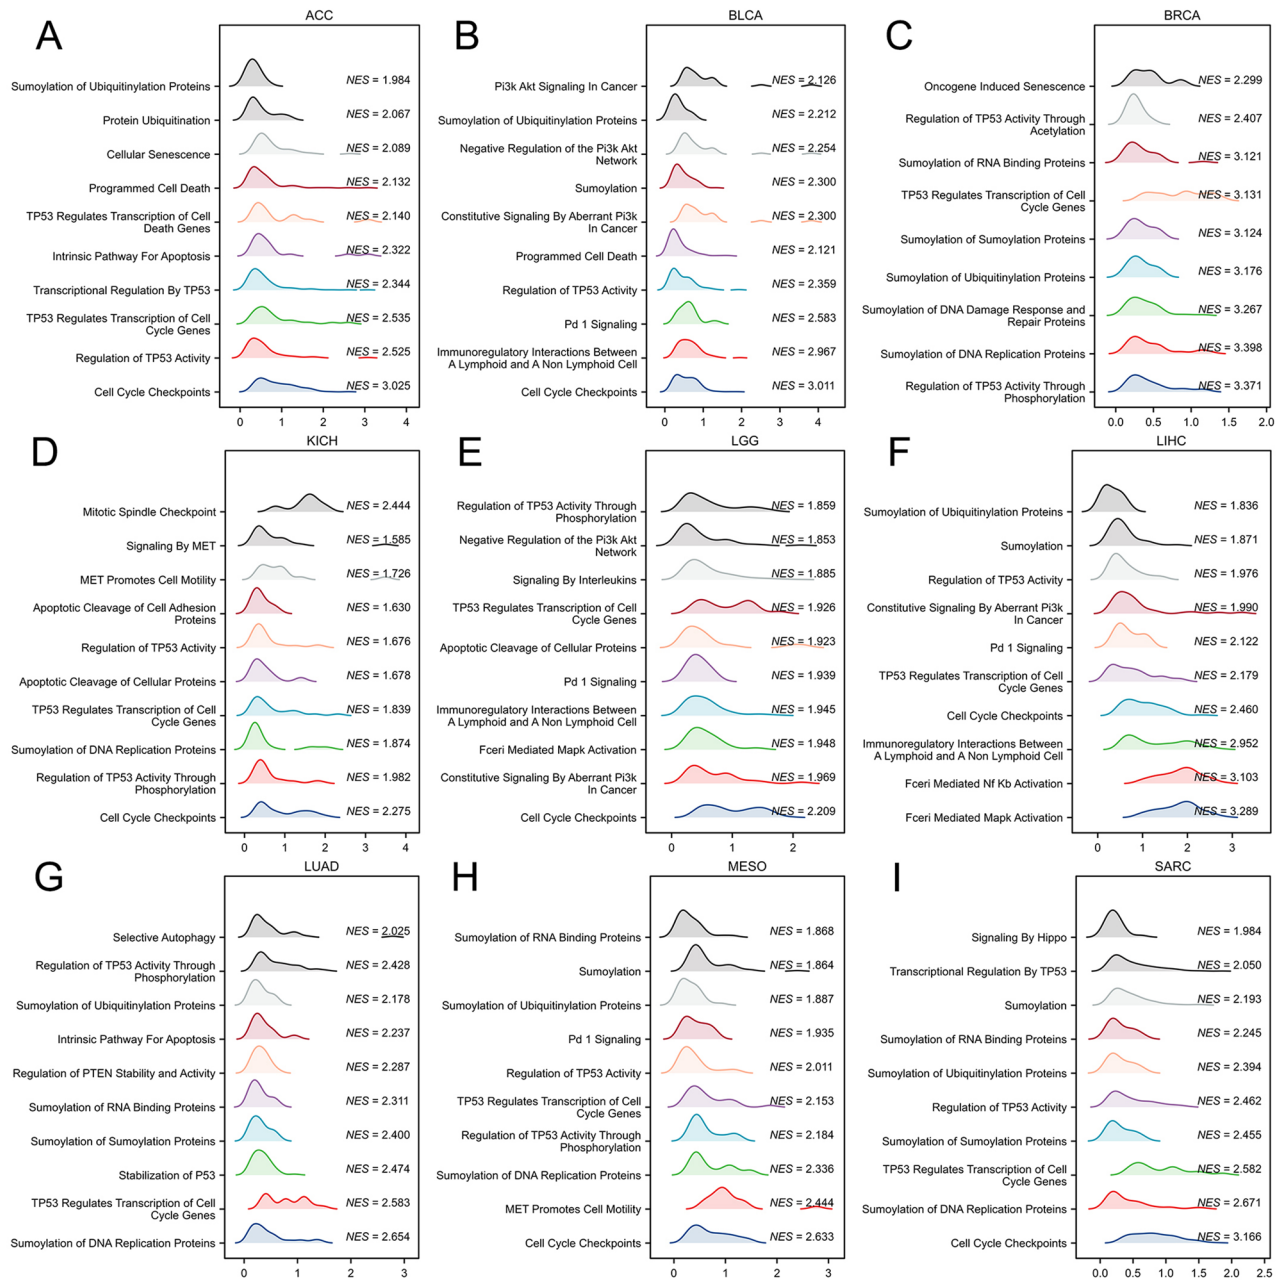 A
ACC
Sumoylation of Ubiquitinylation Proteins NES = 1.984
Protein Ubiquitination NES = 2.067
Cellular Senescence NES = 2.089
Programmed Cell Death NES = 2.132
TP53 Regulates Transcription of Cell
Death Genes NES = 2.140
Intrinsic Pathway For Apoptosis NES = 2.322
Transcriptional Regulation By TP53 NES = 2.344
TP53 Regulates Transcription of Cell
Cycle Genes NES = 2.535
Regulation of TP53 Activity NES = 2.525
Cell Cycle Checkpoints NES = 3.025
0 1 2 3 4
B
BLCA
Pi3k Akt Signaling In Cancer NES = 2.126
Sumoylation of Ubiquitinylation Proteins NES = 2.212
Negative Regulation of the Pi3k Akt
Network NES = 2.254
Sumoylation NES = 2.300
Constitutive Signaling By Aberrant Pi3k
In Cancer NES = 2.300
Programmed Cell Death NES = 2.121
Regulation of TP53 Activity NES = 2.359
Pd 1 Signaling NES = 2.583
Immunoregulatory Interactions Between
A Lymphoid and A Non Lymphoid Cell NES = 2.967
Cell Cycle Checkpoints NES = 3.011
0 1 2 3 4
C
BRCA
Oncogene Induced Senescence NES = 2.299
Regulation of TP53 Activity Through
Acetylation NES = 2.407
Sumoylation of RNA Binding Proteins NES = 3.121
TP53 Regulates Transcription of Cell
Cycle Genes NES = 3.131
Sumoylation of Sumoylation Proteins NES = 3.124
Sumoylation of Ubiquitinylation Proteins NES = 3.176
Sumoylation of DNA Damage Response and
Repair Proteins NES = 3.267
Sumoylation of DNA Replication Proteins NES = 3.398
Regulation of TP53 Activity Through
Phosphorylation NES = 3.371
0.0 0.5 1.0 1.5 2.0
D
KICH
Mitotic Spindle Checkpoint NES = 2.444
Signaling By MET NES = 1.585
MET Promotes Cell Motility NES = 1.726
Apoptotic Cleavage of Cell Adhesion
Proteins NES = 1.630
Regulation of TP53 Activity NES = 1.676
Apoptotic Cleavage of Cellular Proteins NES = 1.678
TP53 Regulates Transcription of Cell
Cycle Genes NES = 1.839
Sumoylation of DNA Replication Proteins NES = 1.874
Regulation of TP53 Activity Through
Phosphorylation NES = 1.982
Cell Cycle Checkpoints NES = 2.275
0 1 2 3 4
E
LGG
Regulation of TP53 Activity Through
Phosphorylation NES = 1.859
Negative Regulation of the Pi3k Akt
Network NES = 1.853
Signaling By Interleukins NES = 1.885
TP53 Regulates Transcription of Cell
Cycle Genes NES = 1.926
Apoptotic Cleavage of Cellular Proteins NES = 1.923
Pd 1 Signaling NES = 1.939
Immunoregulatory Interactions Between
A Lymphoid and A Non Lymphoid Cell NES = 1.945
Fceri Mediated Mapk Activation NES = 1.948
Constitutive Signaling By Aberrant Pi3k
In Cancer NES = 1.969
Cell Cycle Checkpoints NES = 2.209
0 1 2
F
LIHC
Sumoylation of Ubiquitinylation Proteins NES = 1.836
Sumoylation NES = 1.871
Regulation of TP53 Activity NES = 1.976
Constitutive Signaling By Aberrant Pi3k
In Cancer NES = 1.990
Pd 1 Signaling NES = 2.122
TP53 Regulates Transcription of Cell
Cycle Genes NES = 2.179
Cell Cycle Checkpoints NES = 2.460
Immunoregulatory Interactions Between
A Lymphoid and A Non Lymphoid Cell NES = 2.952
Fceri Mediated Nf Kb Activation NES = 3.103
Fceri Mediated Mapk Activation NES = 3.289
0 1 2 3
G
LUAD
Selective Autophagy NES = 2.025
Regulation of TP53 Activity Through
Phosphorylation NES = 2.428
Sumoylation of Ubiquitinylation Proteins NES = 2.178
Intrinsic Pathway For Apoptosis NES = 2.237
Regulation of PTEN Stability and Activity NES = 2.287
Sumoylation of RNA Binding Proteins NES = 2.311
Sumoylation of Sumoylation Proteins NES = 2.400
Stabilization of P53 NES = 2.474
TP53 Regulates Transcription of Cell
Cycle Genes NES = 2.583
Sumoylation of DNA Replication Proteins NES = 2.654
0 1 2 3
H
MESO
Sumoylation of RNA Binding Proteins NES = 1.868
Sumoylation NES = 1.864
Sumoylation of Ubiquitinylation Proteins NES = 1.887
Pd 1 Signaling NES = 1.935
Regulation of TP53 Activity NES = 2.011
TP53 Regulates Transcription of Cell
Cycle Genes NES = 2.153
Regulation of TP53 Activity Through
Phosphorylation NES = 2.184
Sumoylation of DNA Replication Proteins NES = 2.336
MET Promotes Cell Motility NES = 2.444
Cell Cycle Checkpoints NES = 2.633
0 1 2 3
I
SARC
Signaling By Hippo NES = 1.984
Transcriptional Regulation By TP53 NES = 2.050
Sumoylation NES = 2.193
Sumoylation of RNA Binding Proteins NES = 2.245
Sumoylation of Ubiquitinylation Proteins NES = 2.394
Regulation of TP53 Activity NES = 2.462
Sumoylation of Sumoylation Proteins NES = 2.455
TP53 Regulates Transcription of Cell
Cycle Genes NES = 2.582
Sumoylation of DNA Replication Proteins NES = 2.671
Cell Cycle Checkpoints NES = 3.166
0.0 0.5 1.0 1.5 2.0 2.5